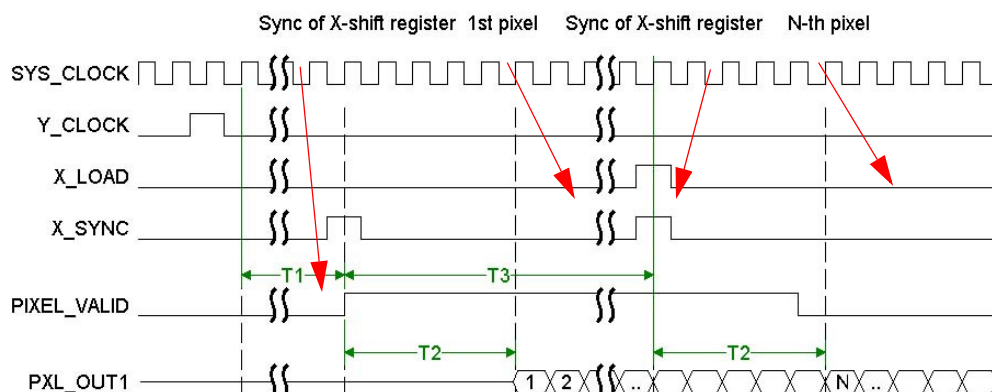 Sync of X-shift register 1st pixel Sync of X-shift register N-th pixel
SYS_CLOCK
Y_CLOCK
X_LOAD
X_SYNC
T1 T3
PIXEL_VALID
T2 T2
PXL_OUT1 1 2 .. N ..